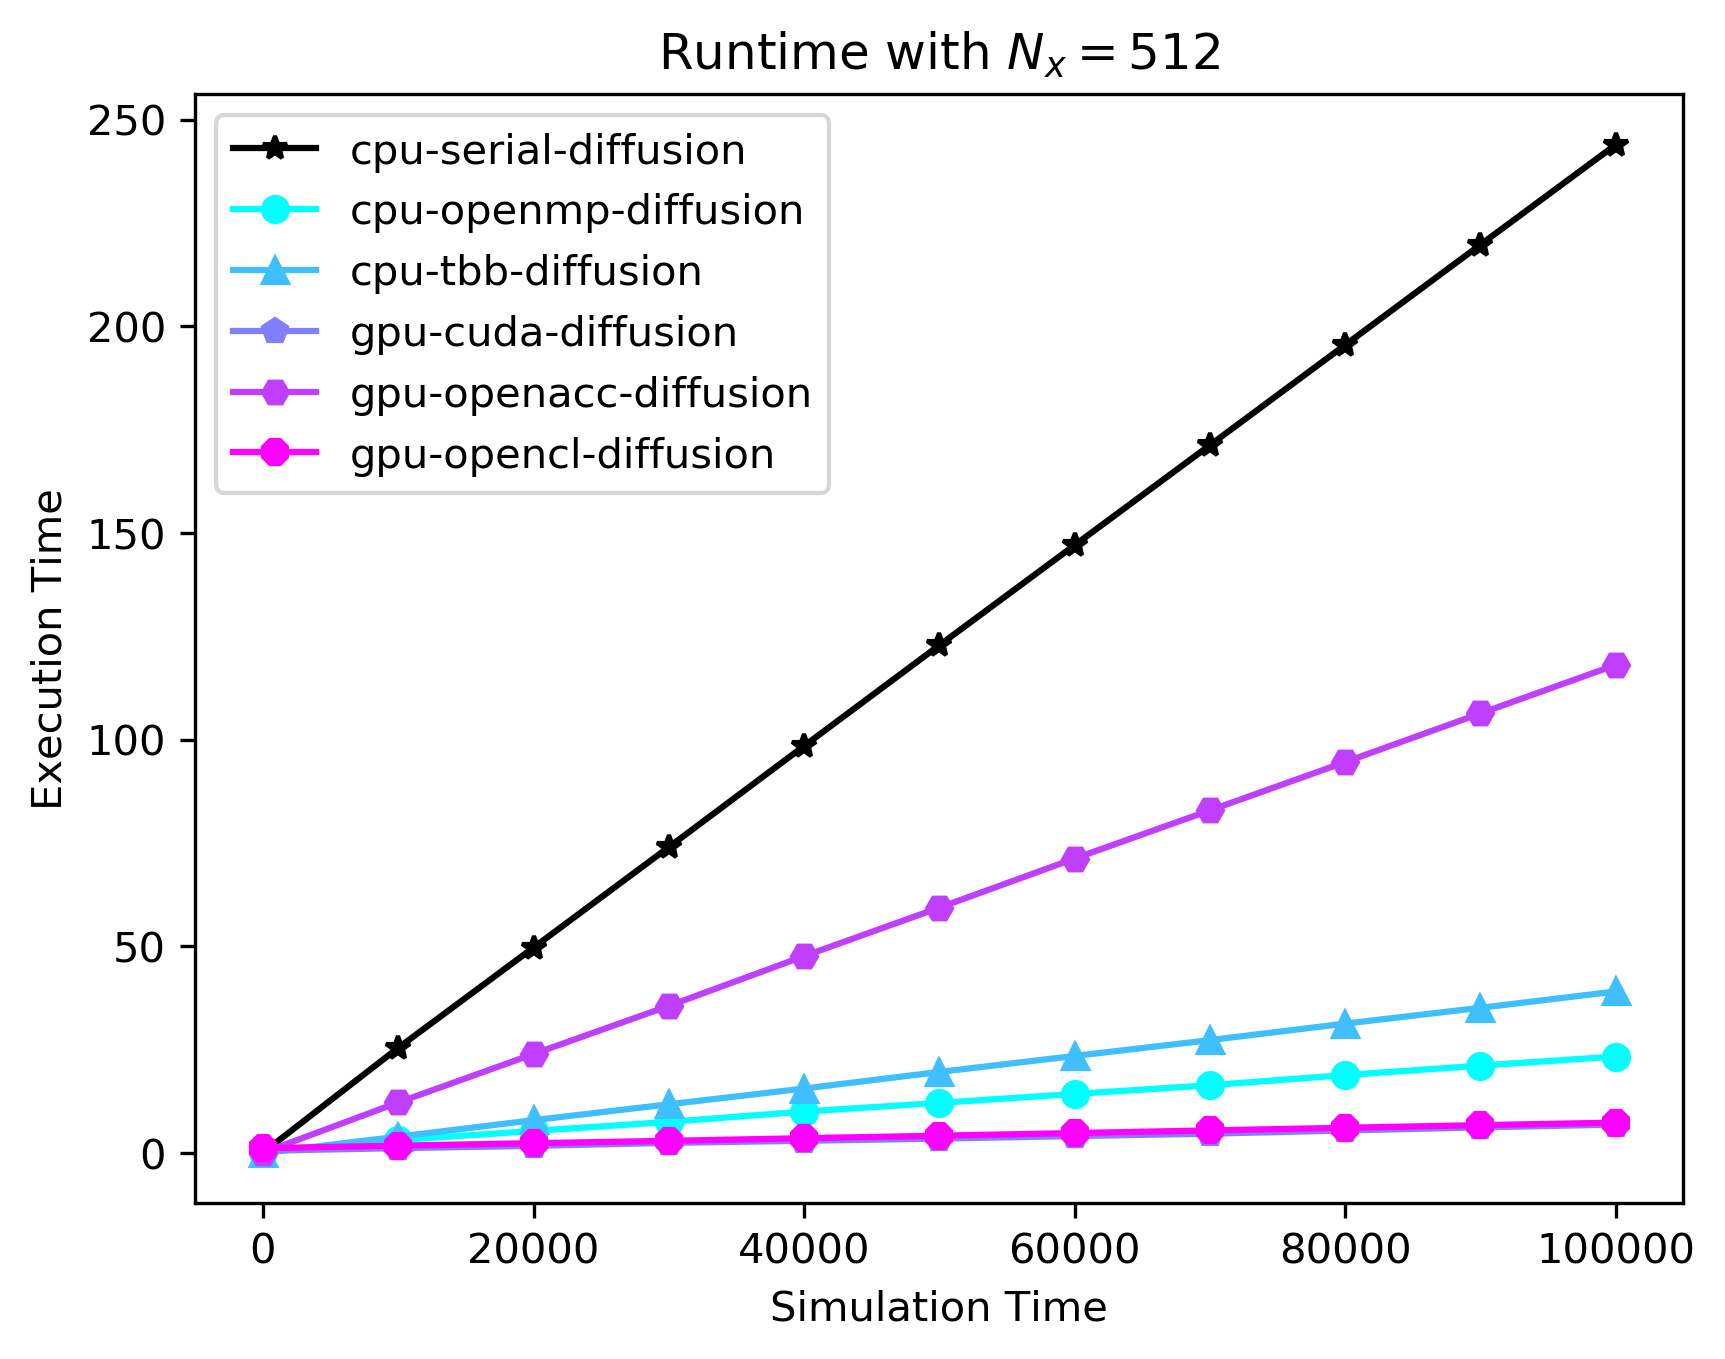 Runtime with Nₓ = 512
250
200
150
100
50
0
Execution Time
cpu-serial-diffusion
cpu-openmp-diffusion
cpu-tbb-diffusion
gpu-cuda-diffusion
gpu-openacc-diffusion
gpu-opencl-diffusion
0 20000 40000 60000 80000 100000
Simulation Time